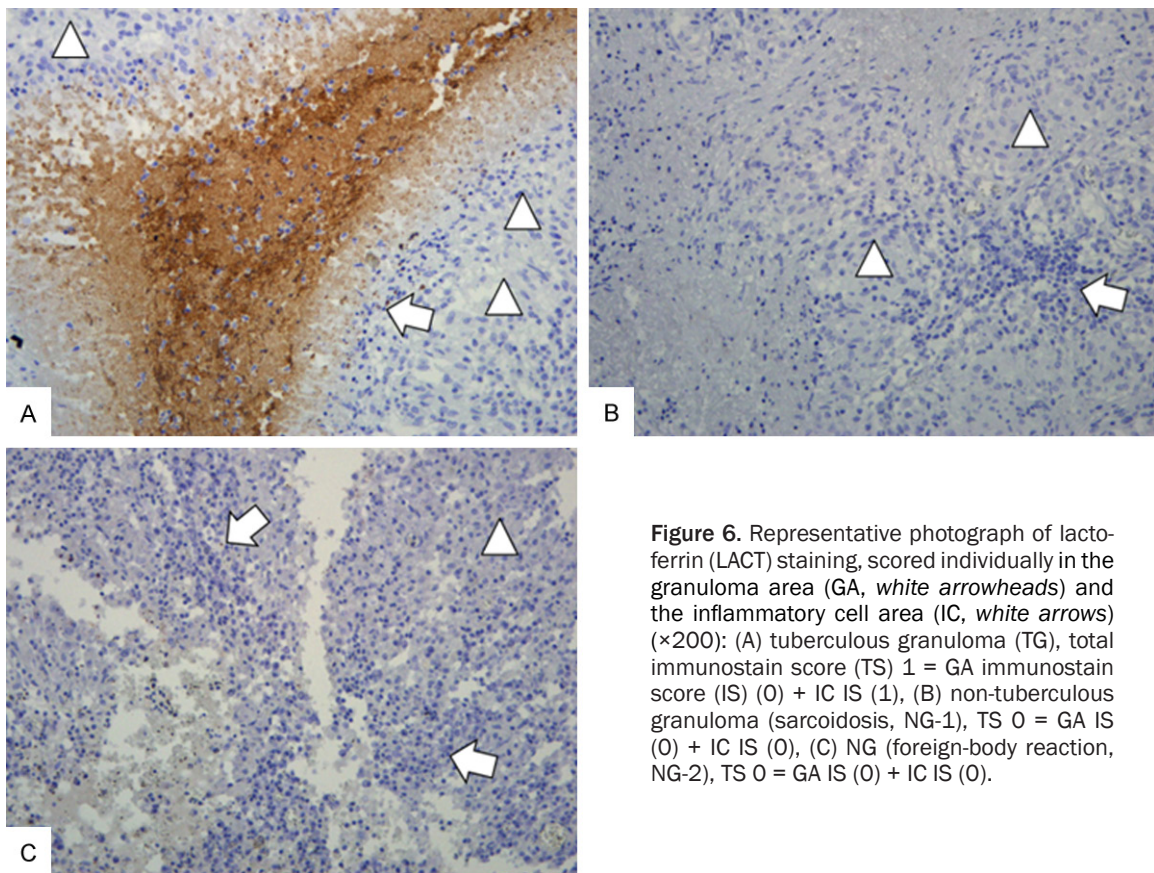 A
B
C
Figure 6. Representative photograph of lacto-
ferrin (LACT) staining, scored individually in the
granuloma area (GA, white arrowheads) and
the inflammatory cell area (IC, white arrows)
(×200): (A) tuberculous granuloma (TG), total
immunostain score (TS) 1 = GA immunostain
score (IS) (0) + IC IS (1), (B) non-tuberculous
granuloma (sarcoidosis, NG-1), TS 0 = GA IS
(0) + IC IS (0), (C) NG (foreign-body reaction,
NG-2), TS 0 = GA IS (0) + IC IS (0).